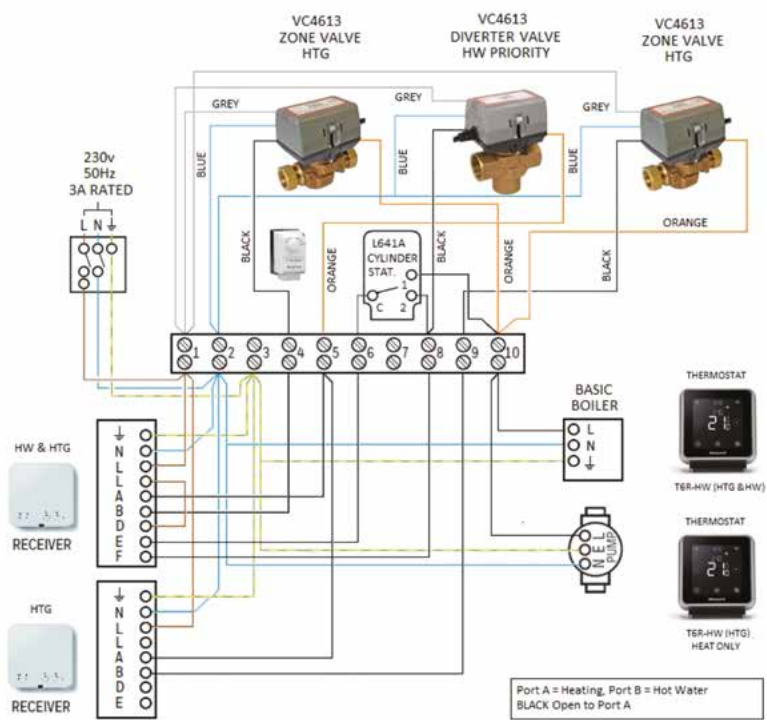 VC4613
ZONE VALVE
HTG
VC4613
DIVERTER VALVE
HW PRIORITY
VC4613
ZONE VALVE
HTG
GREY
GREY
GREY
BLUE
BLUE
BLUE
230v
50Hz
3A RATED
L N
BLACK
ORANGE
BLACK
ORANGE
BLACK
ORANGE
L641A
CYLINDER
STAT.
1
C 2
1 2 3 4 5 6 7 8 9 10
BASIC
BOILER
L
N
THERMOSTAT
T6R-HW (HTG & HW)
HW & HTG
RECEIVER
N
L
L
A
B
D
E
F
N E L
PUMP
THERMOSTAT
T6R-HW (HTG)
HEAT ONLY
HTG
RECEIVER
N
L
L
A
B
D
E
Port A = Heating, Port B = Hot Water
BLACK Open to Port A